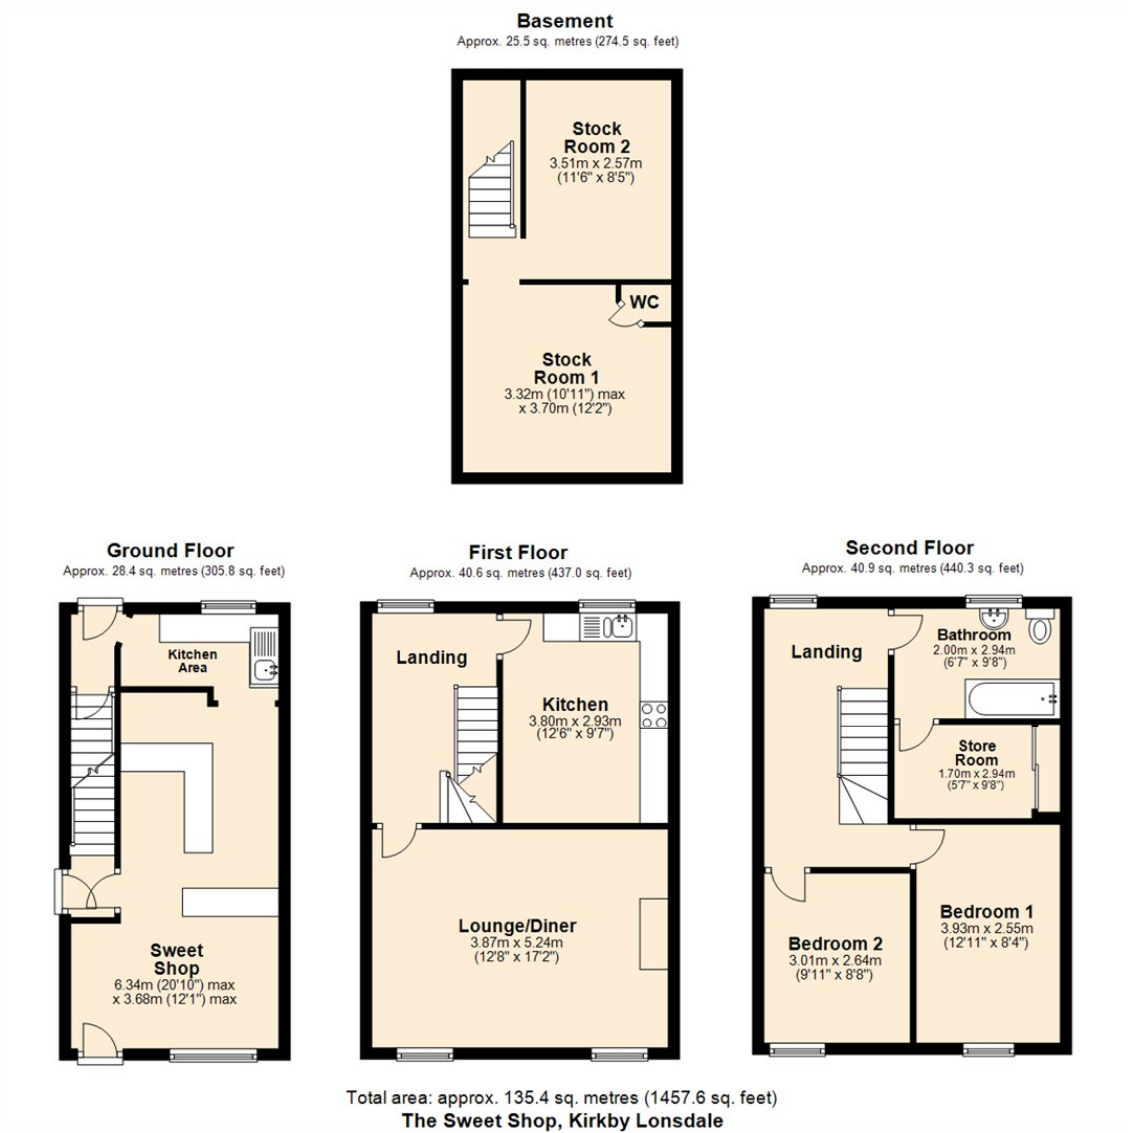 Basement
Approx. 25.5 sq. metres (274.5 sq. feet)
Stock
Room 2
3.51m x 2.57m
(11'6" x 8'5")
WC
Stock
Room 1
3.32m (10'11") max
x 3.70m (12'2")
Ground Floor
Approx. 28.4 sq. metres (305.8 sq. feet)
Kitchen
Area
Sweet
Shop
6.34m (20'10") max
x 3.68m (12'1") max
First Floor
Approx. 40.6 sq. metres (437.0 sq. feet)
Landing
Kitchen
3.80m x 2.93m
(12'6" x 9'7")
Lounge/Diner
3.87m x 5.24m
(12'8" x 17'2")
Second Floor
Approx. 40.9 sq. metres (440.3 sq. feet)
Landing
Bathroom
2.00m x 2.94m
(6'7" x 9'8")
Store
Room
1.70m x 2.94m
(5'7" x 9'8")
Bedroom 1
3.93m x 2.55m
(12'11" x 8'4")
Bedroom 2
3.01m x 2.64m
(9'11" x 8'8")
Total area: approx. 135.4 sq. metres (1457.6 sq. feet)
The Sweet Shop, Kirkby Lonsdale